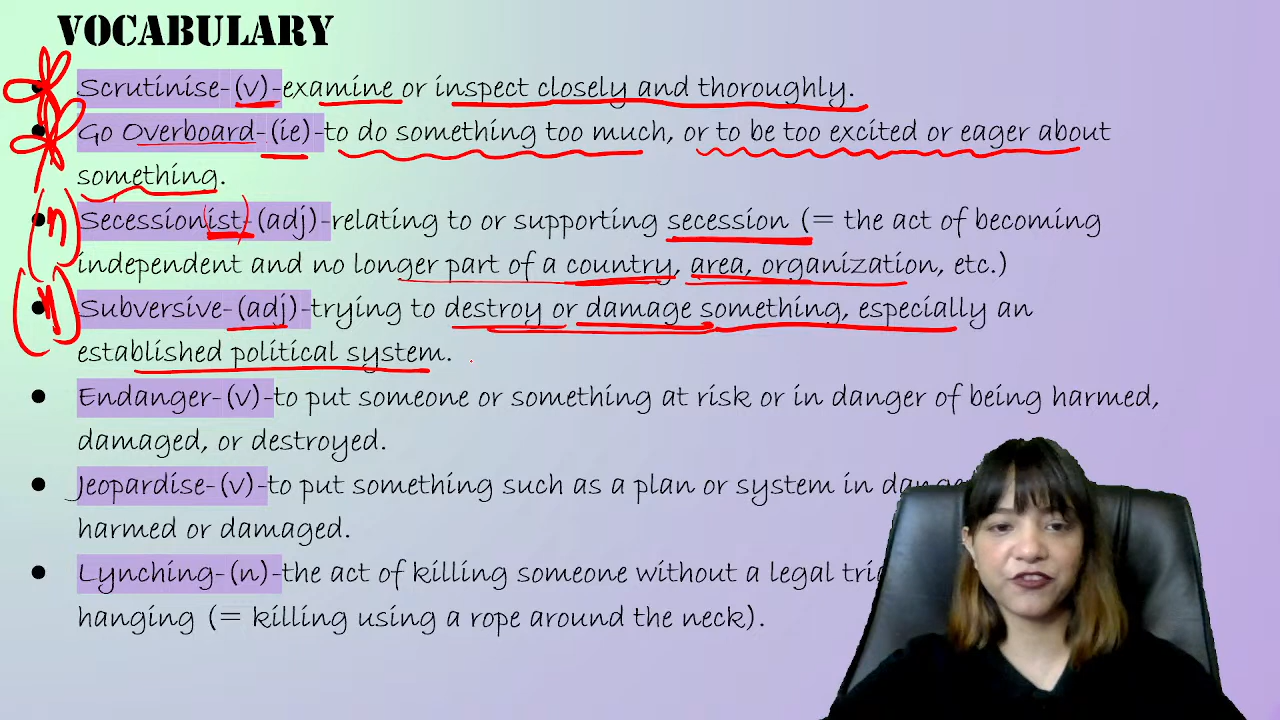 VOCABULARY
Scrutinise-(v)-examine or inspect closely and thoroughly.
Go Overboard-(ie)-to do something too much, or to be too excited or eager about
something.
n
Secessionist-(adj)-relating to or supporting secession (= the act of becoming
independent and no longer part of a country, area, organization, etc.)
n
Subversive-(adj)-trying to destroy or damage something, especially an
established political system.
Endanger-(v)-to put someone or something at risk or in danger of being harmed,
damaged, or destroyed.
Jeopardise-(v)-to put something such as a plan or system in
harmed or damaged.
Lynching-(n)-the act of killing someone without a legal
hanging (= killing using a rope around the neck).